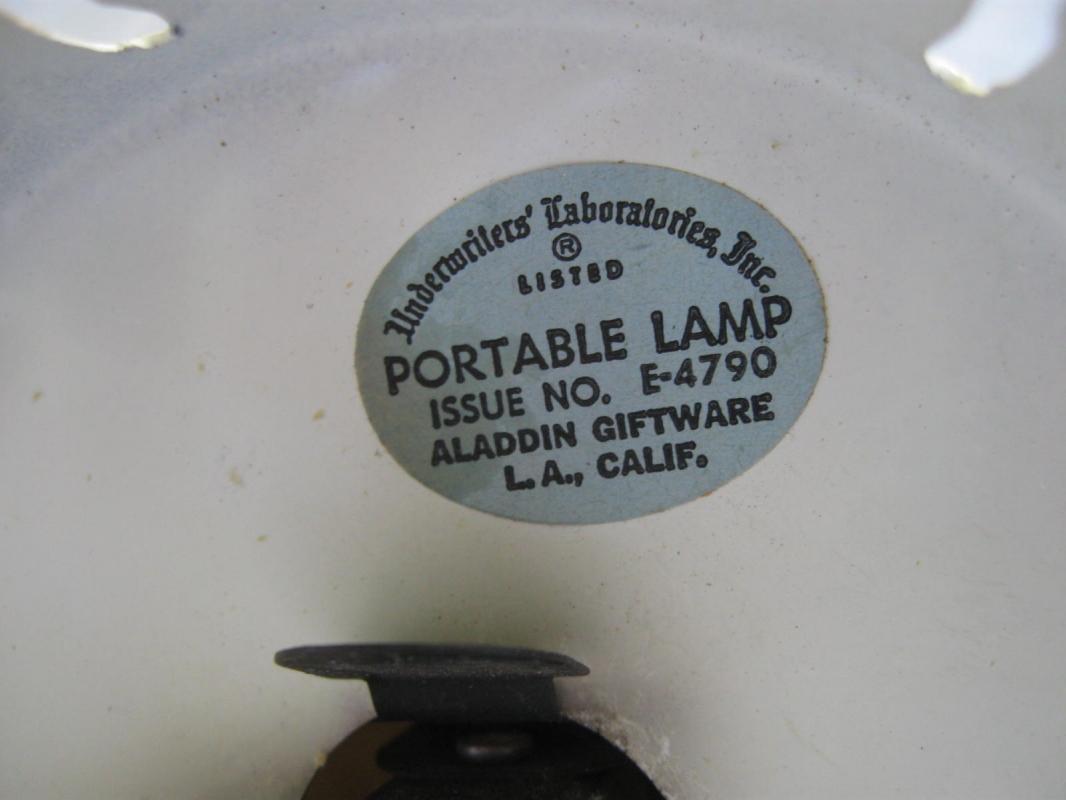 Underwriters' Laboratories, Inc.
®
LISTED
PORTABLE LAMP
ISSUE NO. E-4790
ALADDIN GIFTWARE
L.A., CALIF.